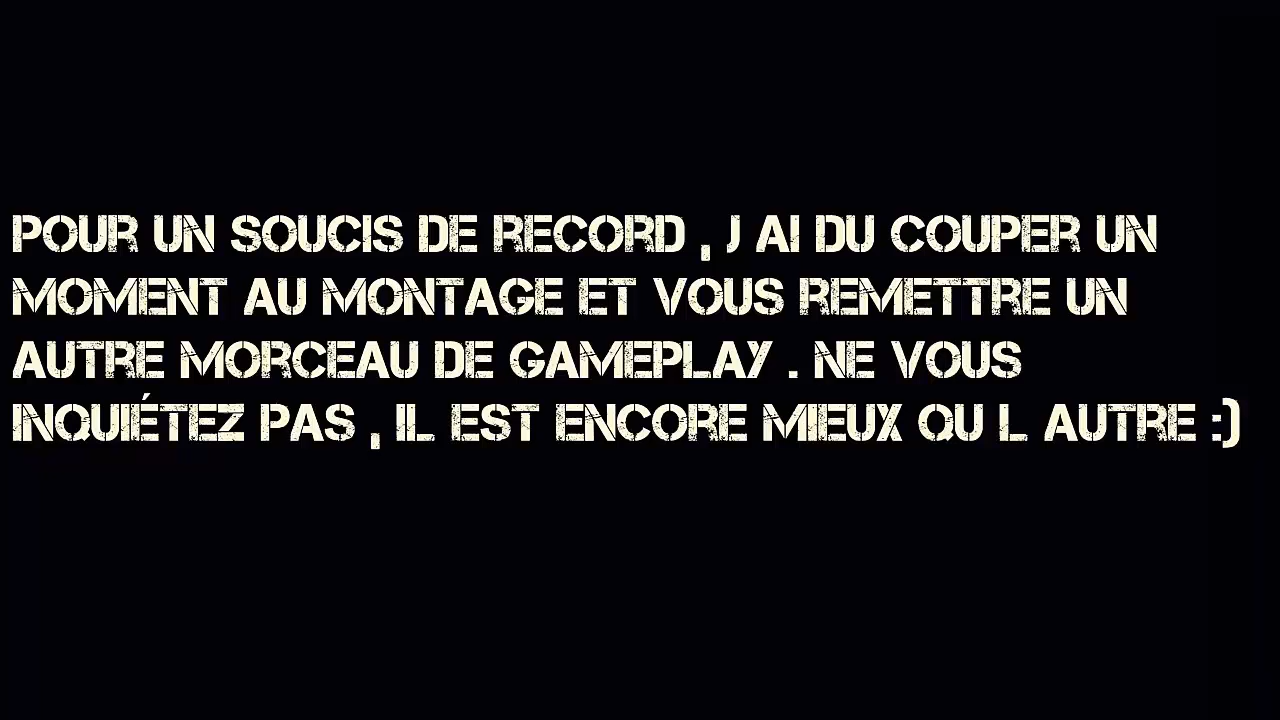 POUR UN SOUCIS DE RECORD , J AI DU COUPER UN
MOMENT AU MONTAGE ET VOUS REMETTRE UN
AUTRE MORCEAU DE GAMEPLAY . NE VOUS
INQUIÉTEZ PAS , IL EST ENCORE MIEUX QU L AUTRE :)